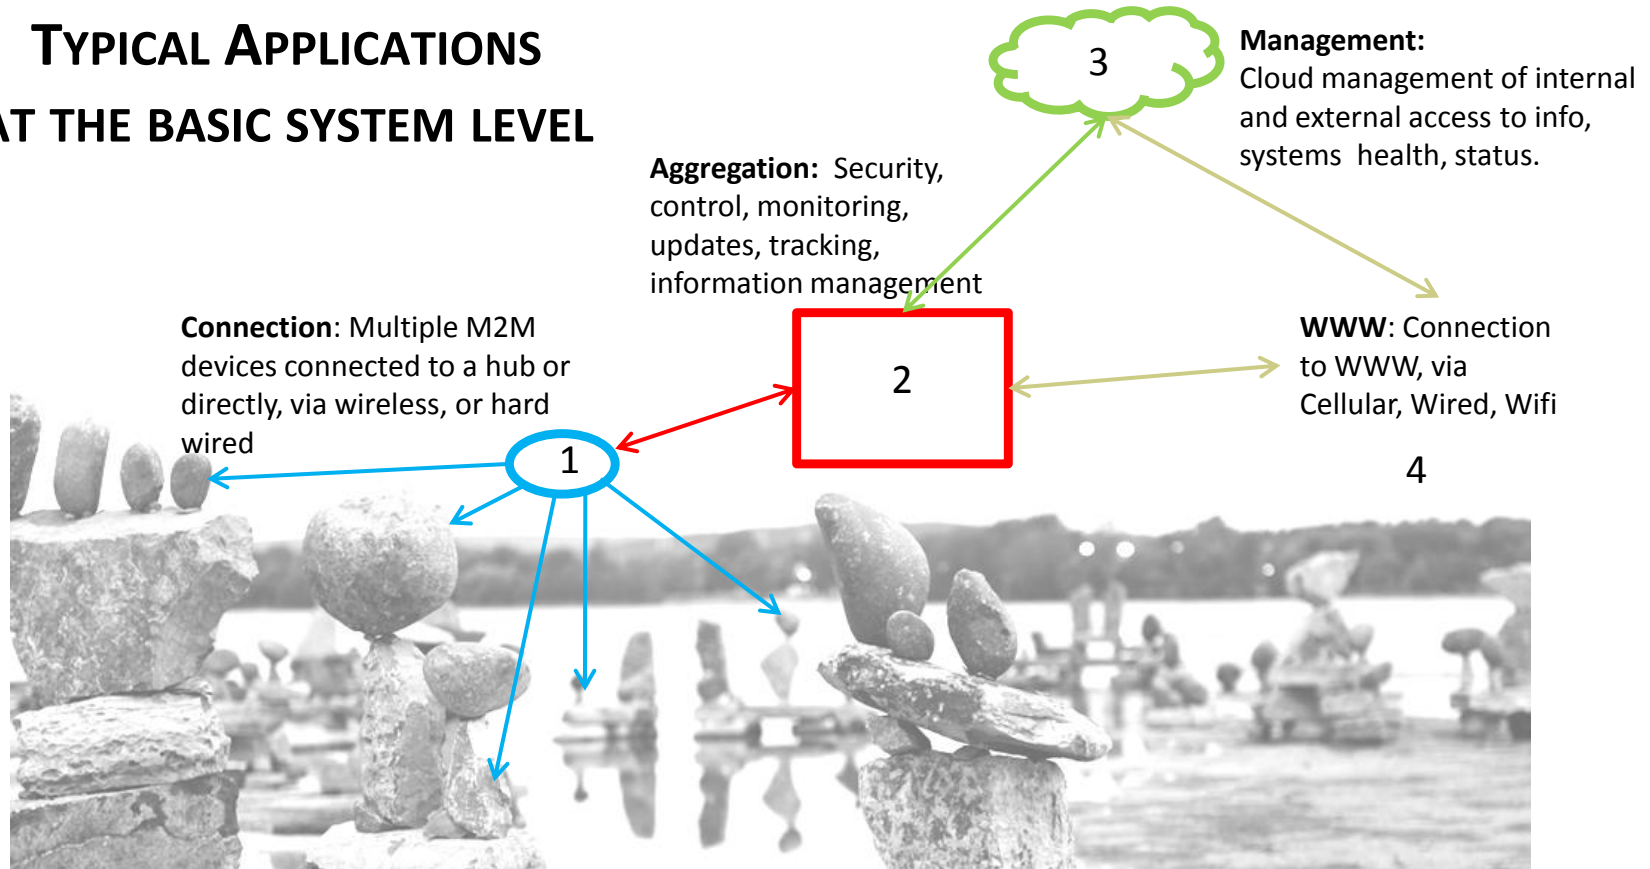 TYPICAL APPLICATIONS
AT THE BASIC SYSTEM LEVEL
3
Management:
Cloud management of internal
and external access to info,
systems health, status.
Aggregation: Security,
control, monitoring,
updates, tracking,
information management
Connection: Multiple M2M
devices connected to a hub or
directly, via wireless, or hard
wired
1
2
WWW: Connection
to WWW, via
Cellular, Wired, Wifi
4